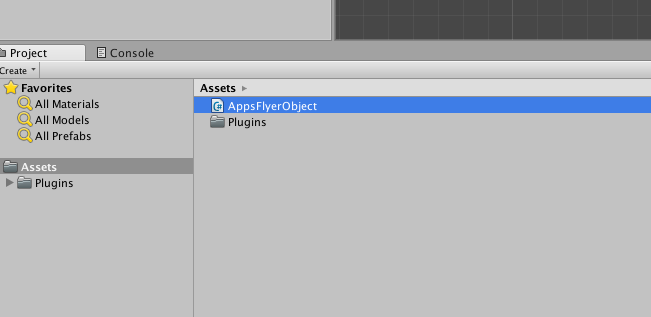 Project
Console
Create
Favorites
Assets
All Materials
AppsFlyerObject
All Models
Plugins
All Prefabs
Assets
Plugins